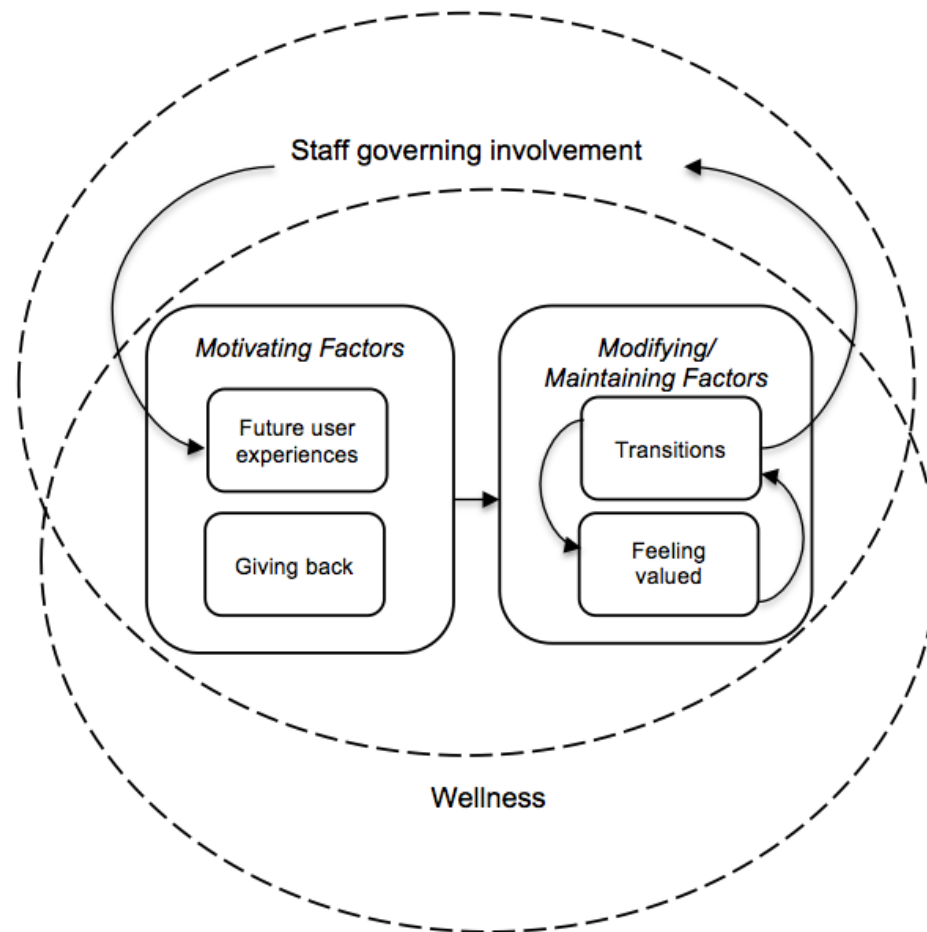 Staff governing involvement
Motivating Factors
Future user
experiences
Giving back
Modifying/
Maintaining Factors
Transitions
Feeling
valued
Wellness